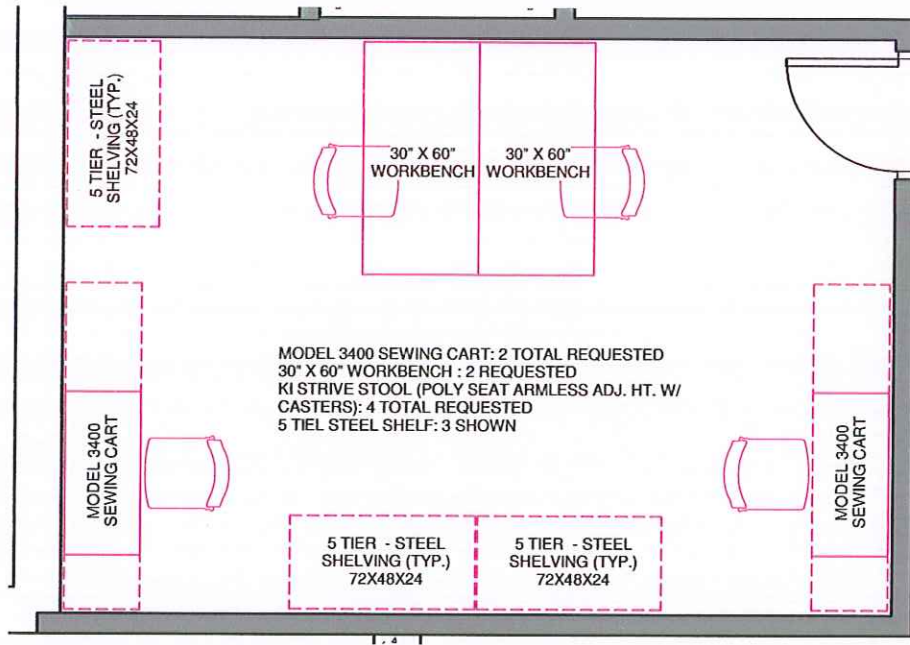 5 TIER - STEEL
SHELVING (TYP.)
72X48X24
30" X 60"
WORKBENCH
30" X 60"
WORKBENCH
MODEL 3400 SEWING CART: 2 TOTAL REQUESTED
30" X 60" WORKBENCH : 2 REQUESTED
KI STRIVE STOOL (POLY SEAT ARMLESS ADJ. HT. W/
CASTERS): 4 TOTAL REQUESTED
5 TIEL STEEL SHELF: 3 SHOWN
MODEL 3400
SEWING CART
MODEL 3400
SEWING CART
5 TIER - STEEL
SHELVING (TYP.)
72X48X24
5 TIER - STEEL
SHELVING (TYP.)
72X48X24